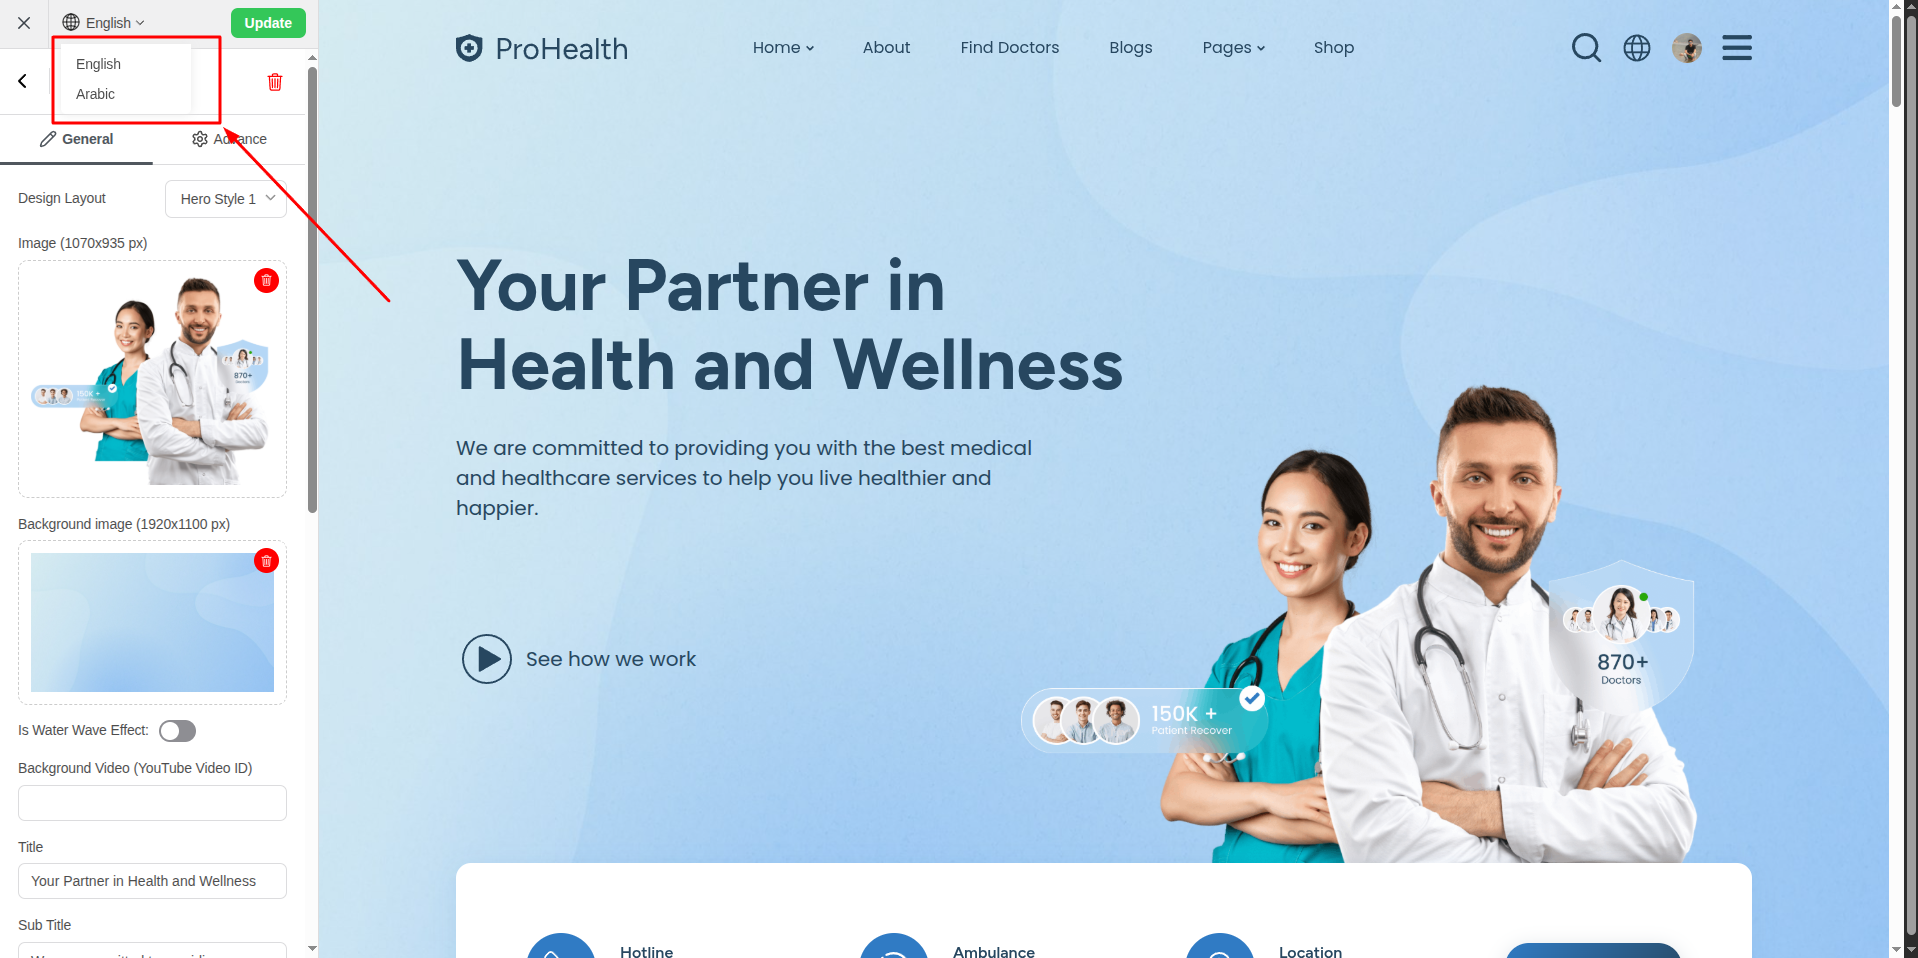 English
Update
English
Arabic
General
Advance
Design Layout
Hero Style 1
Image (1070x935 px)
150K +
870+
Background image (1920x1100 px)
Is Water Wave Effect:
Background Video (YouTube Video ID)
Title
Your Partner in Health and Wellness
Sub Title
ProHealth
Home
About
Find Doctors
Blogs
Pages
Shop
Your Partner in
Health and Wellness
We are committed to providing you with the best medical
and healthcare services to help you live healthier and
happier.
See how we work
150K +
Patient Recover
870+
Doctors
Hotline
Ambulance
Location